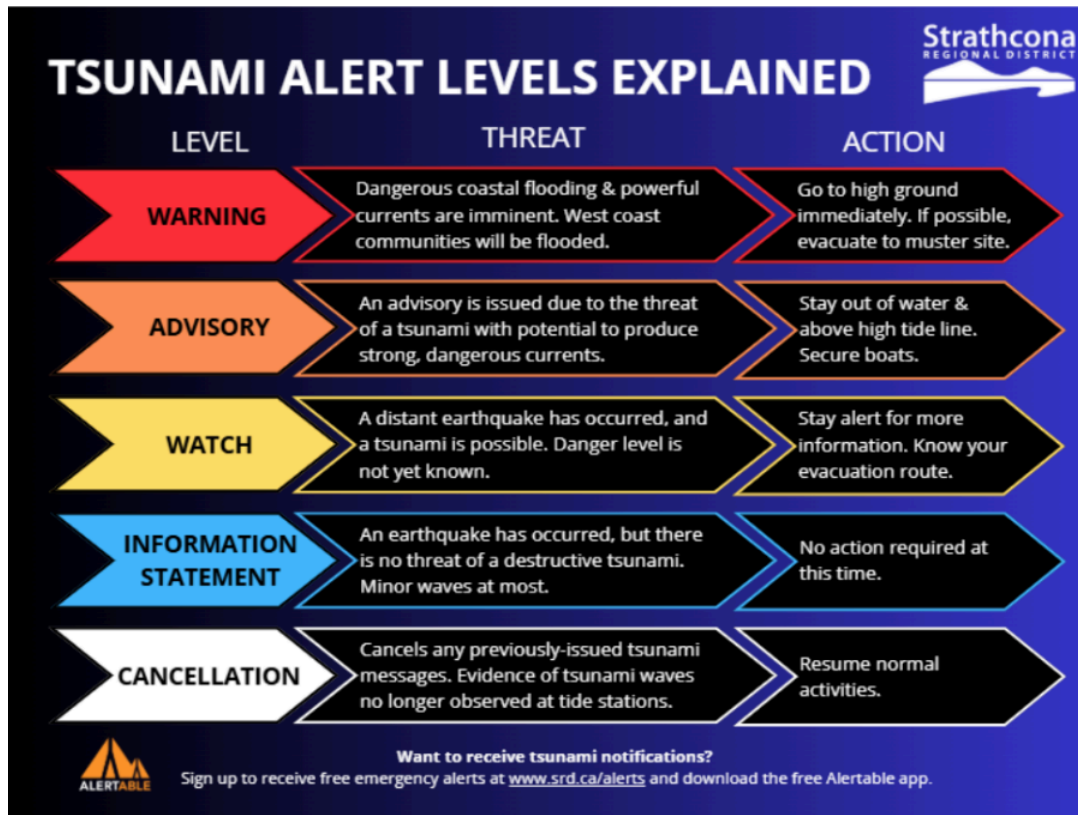 Strathcona
REGIONAL DISTRICT
TSUNAMI ALERT LEVELS EXPLAINED
LEVEL
THREAT
ACTION
WARNING
Dangerous coastal flooding & powerful
currents are imminent. West coast
communities will be flooded.
Go to high ground
immediately. If possible,
evacuate to muster site.
ADVISORY
An advisory is issued due to the threat
of a tsunami with potential to produce
strong, dangerous currents.
Stay out of water &
above high tide line.
Secure boats.
WATCH
A distant earthquake has occurred, and
a tsunami is possible. Danger level is
not yet known.
Stay alert for more
information. Know your
evacuation route.
INFORMATION
STATEMENT
An earthquake has occurred, but there
is no threat of a destructive tsunami.
Minor waves at most.
No action required at
this time.
CANCELLATION
Cancels any previously-issued tsunami
messages. Evidence of tsunami waves
no longer observed at tide stations.
Resume normal
activities.
ALERTABLE
Want to receive tsunami notifications?
Sign up to receive free emergency alerts at www.srd.ca/alerts and download the free Alertable app.